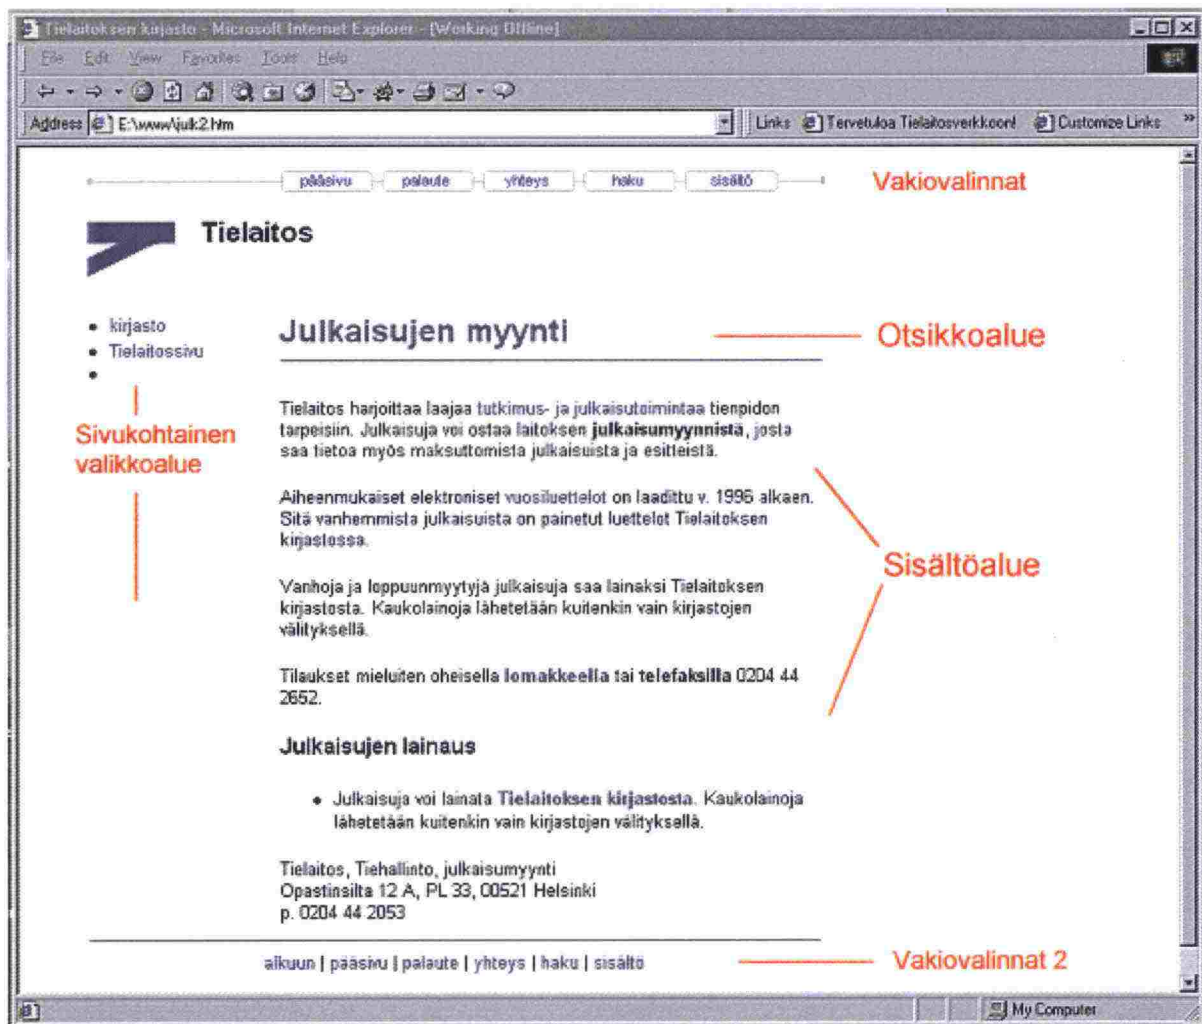 Tielaitoksen kirjasto - Microsoft Internet Explorer - [Working Offline]
File Edit View Favorites Tools Help
Address E:\www\julk2.htm Links Tervetuloa Tielaitosverkkoon! Customize Links »
pääsivu palaute yhteys haku sisältö Vakiovalinnat
Tielaitos
• kirjasto
• Tielaitossivu
•
Sivukohtainen
valikkoalue
Julkaisujen myynti Otsikkoalue
Tielaitos harjoittaa laajaa tutkimus- ja julkaisutoimintaa tienpidon
tarpeisiin. Julkaisuja voi ostaa laitoksen julkaisumyynnistä, josta
saa tietoa myös maksuttomista julkaisuista ja esitteistä.
Aiheenmukaiset elektroniset vuosiluettelot on laadittu v. 1996 alkaen.
Sitä vanhemmista julkaisuista on painetut luettelot Tielaitoksen
kirjastossa.
Sisältöalue
Vanhoja ja loppuunmyytyjä julkaisuja saa lainaksi Tielaitoksen
kirjastosta. Kaukolainoja lähetetään kuitenkin vain kirjastojen
välityksellä.
Tilaukset mieluiten oheisella lomakkeella tai telefaksilla 0204 44
2652.
Julkaisujen lainaus
• Julkaisuja voi lainata Tielaitoksen kirjastosta. Kaukolainoja
lähetetään kuitenkin vain kirjastojen välityksellä.
Tielaitos, Tiehallinto, julkaisumyynti
Opastinsilta 12 A, PL 33, 00521 Helsinki
p. 0204 44 2053
alkuun | pääsivu | palaute | yhteys | haku | sisältö Vakiovalinnat 2
My Computer